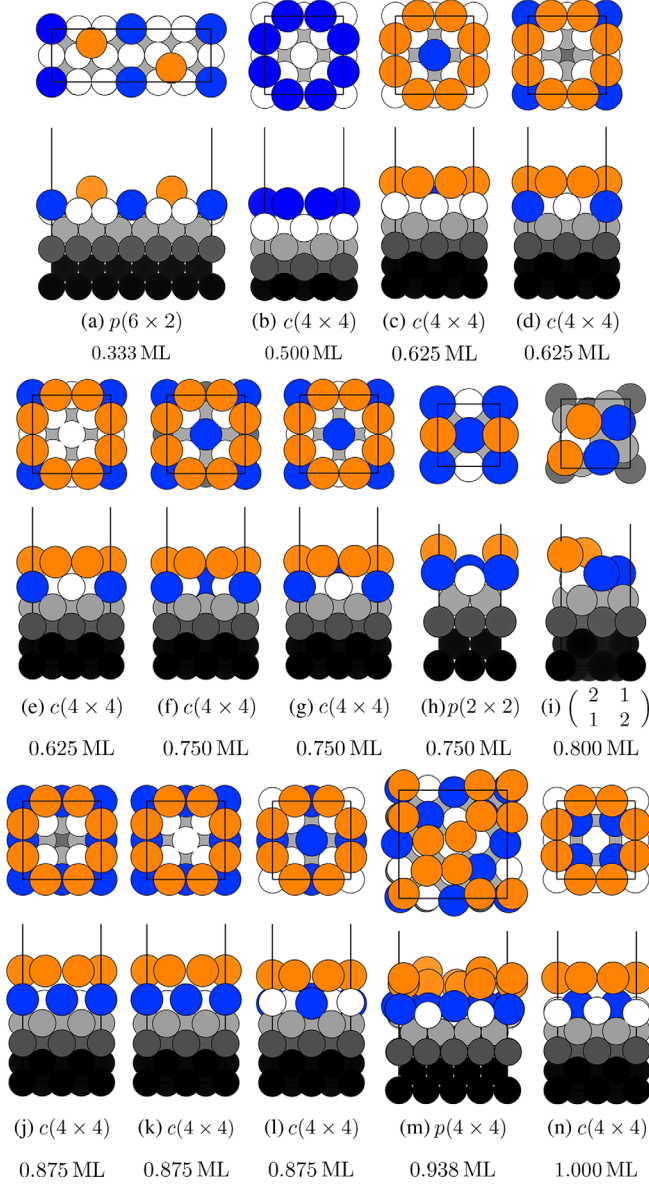 (a) p(6 × 2) (b) c(4 × 4) (c) c(4 × 4) (d) c(4 × 4)
0.333 ML 0.500 ML 0.625 ML 0.625 ML
(e) c(4 × 4) (f) c(4 × 4) (g) c(4 × 4) (h) p(2 × 2) (i) ( 2 1
1 2 )
0.625 ML 0.750 ML 0.750 ML 0.750 ML 0.800 ML
(j) c(4 × 4) (k) c(4 × 4) (l) c(4 × 4) (m) p(4 × 4) (n) c(4 × 4)
0.875 ML 0.875 ML 0.875 ML 0.938 ML 1.000 ML